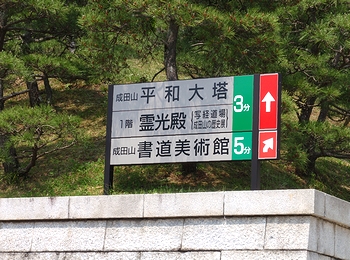 成田山 平和大塔 3分
1階 霊光殿 写経道場
成田山の歴史展
成田山 書道美術館 5分